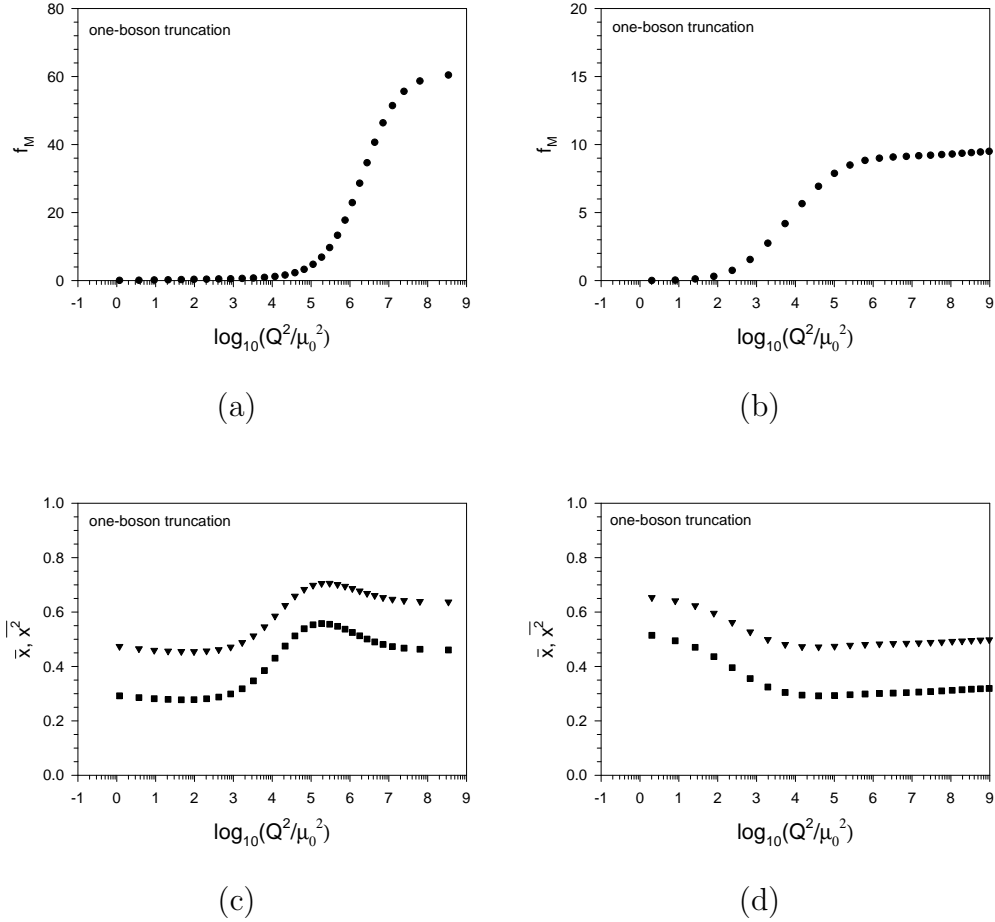 80
60
40
20
0
f_M
one-boson truncation
-1 0 1 2 3 4 5 6 7 8 9
log₁₀(Q²/μ₀²)
(a)
20
15
10
5
0
f_M
one-boson truncation
-1 0 1 2 3 4 5 6 7 8 9
log₁₀(Q²/μ₀²)
(b)
1.0
0.8
0.6
0.4
0.2
0.0
x̄, x̅²̅
one-boson truncation
-1 0 1 2 3 4 5 6 7 8 9
log₁₀(Q²/μ₀²)
(c)
1.0
0.8
0.6
0.4
0.2
0.0
x̄, x̅²̅
one-boson truncation
-1 0 1 2 3 4 5 6 7 8 9
log₁₀(Q²/μ₀²)
(d)